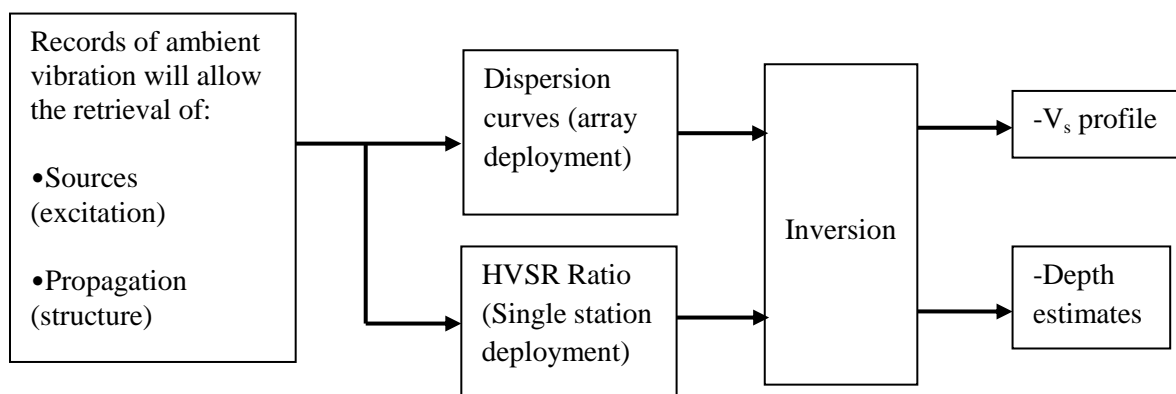 Records of ambient
vibration will allow
the retrieval of:
•Sources
(excitation)
•Propagation
(structure)
Dispersion
curves (array
deployment)
HVSR Ratio
(Single station
deployment)
Inversion
-Vₛ profile
-Depth
estimates